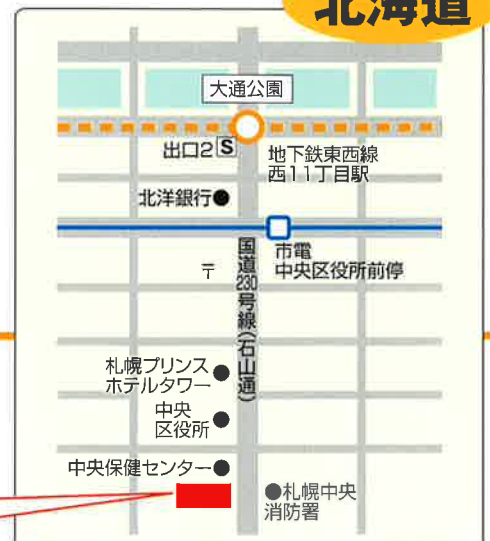 北海道
大通公園
出口2 S
地下鉄東西線
西11丁目駅
北洋銀行
市電
中央区役所前停
〒
国道230号線(石山通)
札幌プリンス
ホテルタワー
中央
区役所
中央保健センター
札幌中央
消防署